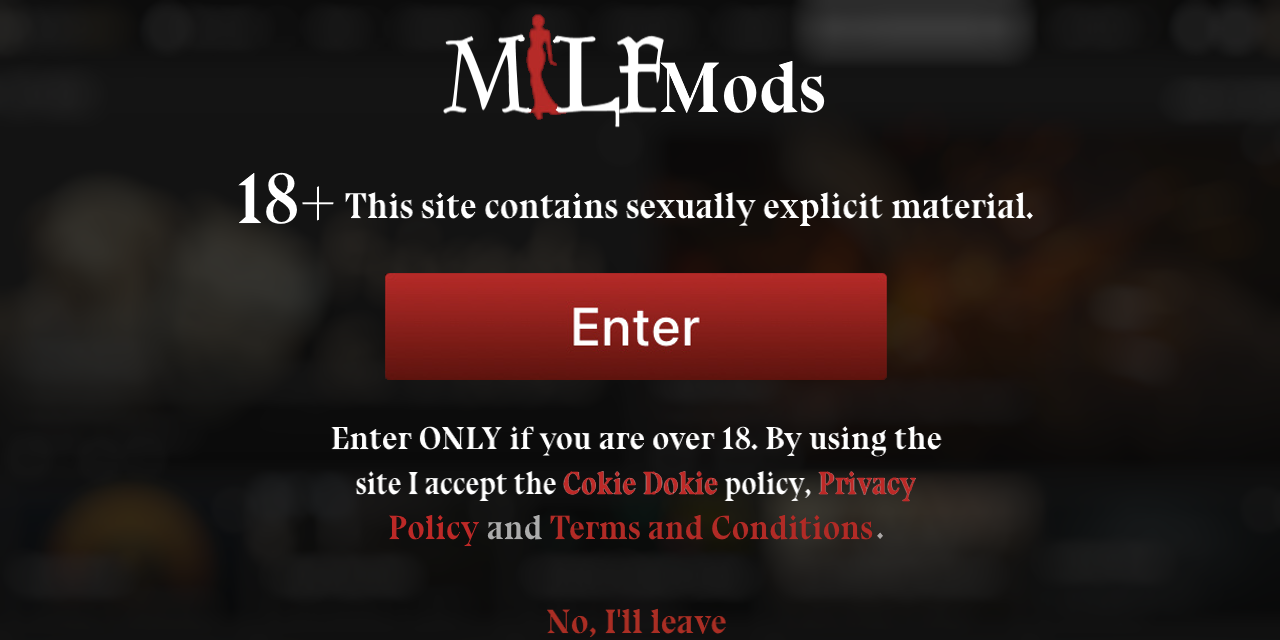 MILFMods
18+ This site contains sexually explicit material.
Enter
Enter ONLY if you are over 18. By using the
site I accept the Cokie Dokie policy, Privacy
Policy and Terms and Conditions.
No, I'll leave